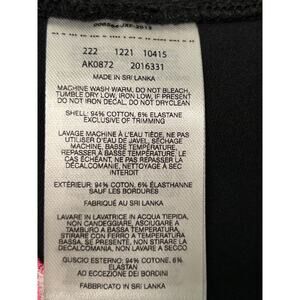 222 1221 10415
AK0872 2016331
MADE IN SRI LANKA
MACHINE WASH WARM, DO NOT BLEACH,
TUMBLE DRY LOW, IRON LOW, IF PRESENT
DO NOT IRON DECAL, DO NOT DRYCLEAN
SHELL: 94% COTTON, 6% ELASTANE
EXCLUSIVE OF TRIMMING
LAVAGE MACHINE À L'EAU TIÈDE, NE PAS
UTILISER D'EAU DE JAVEL, SÉCHAGE
MACHINE, BASSE TEMPÉRATURE,
REPASSER À BASSE TEMPÉRATURE, LE
CAS ÉCHEANT, NE PAS REPASSER LA
DÉCALCOMANIE, NETTOYAGE À SEC
INTERDIT
EXTÉRIEUR: 94% COTON, 6% ÉLASTHANNE
SAUF LES BORDURES
FABRIQUÉ AU SRI LANKA
LAVARE IN LAVATRICE IN ACQUA TIEPIDA,
NON CANDEGGIARE, ASCIUGARE A
TAMBURO A BASSA TEMPERATURA,
STIRARE CON FERRO A TEMPERATURA
BASSA, SE PRESENTE, NON STIRARE LA
DECALCOMANIA, NON LAVARE A
SECCO
GUSCIO ESTERNO: 94% COTONE, 6%
ELASTAN
AD ECCEZIONE DEI BORDINI
FABBRICATO IN SRI LANKA